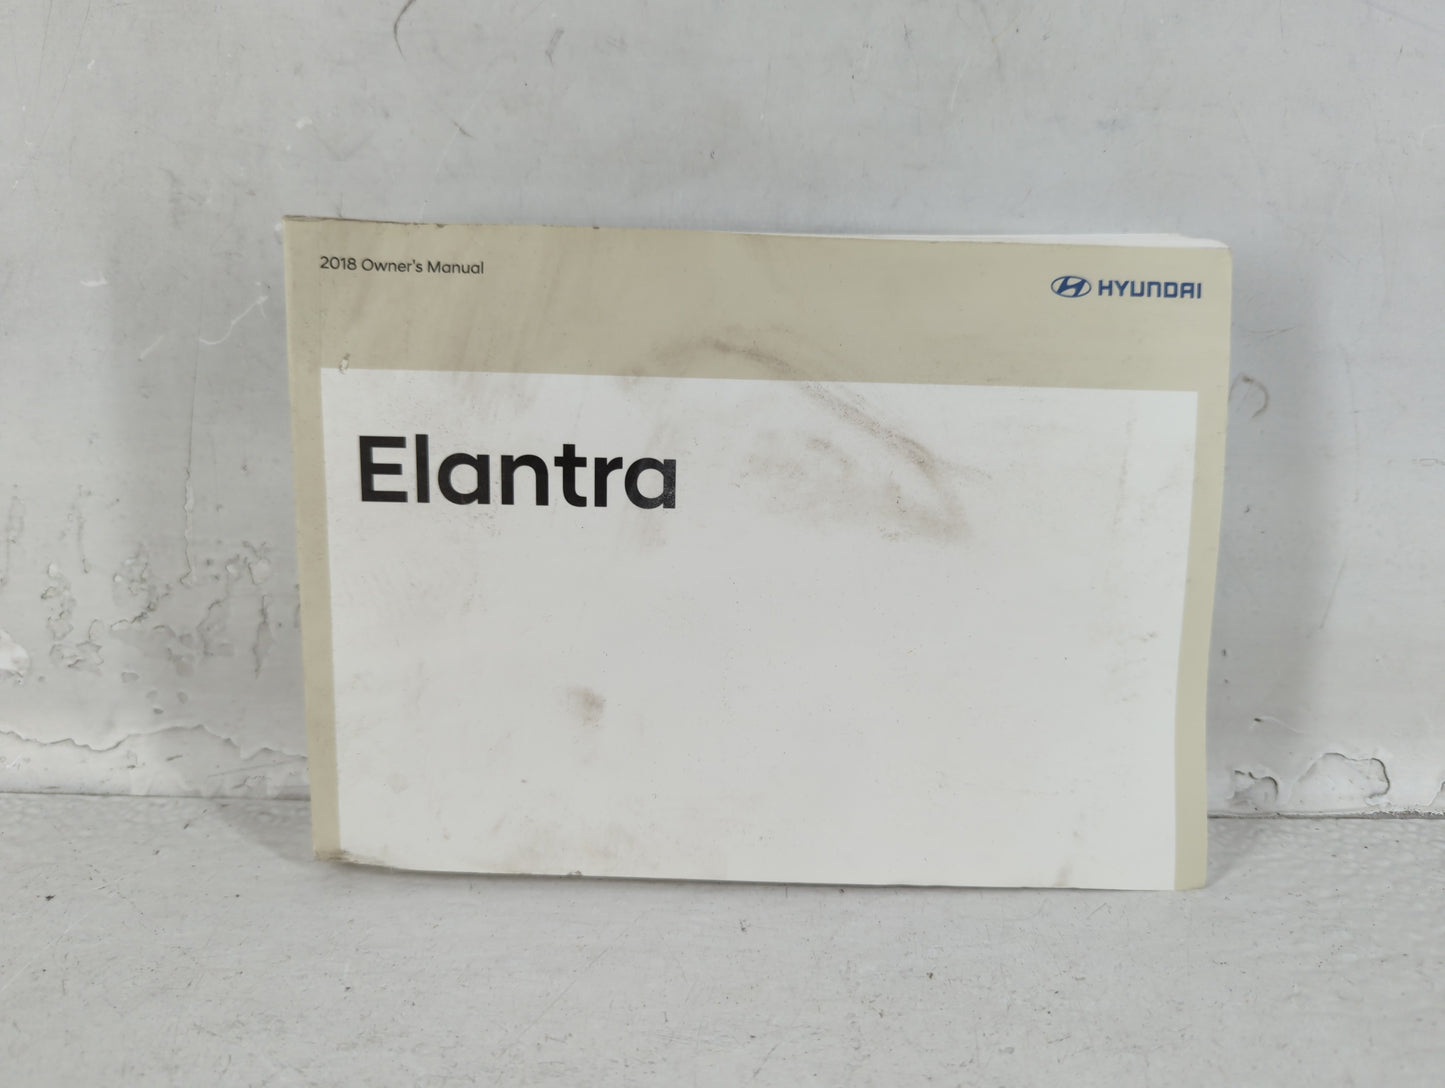 2018 Owner's Manual
HYUNDAI
Elantra